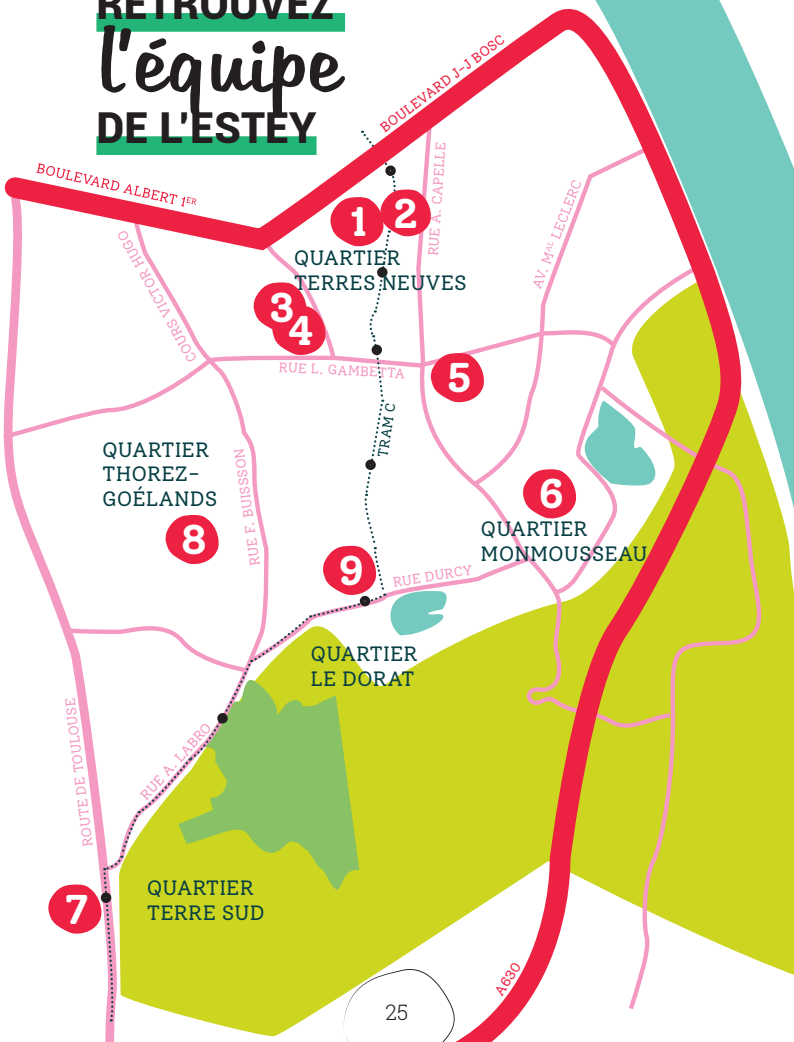 RETROUVEZ
l'équipe
DE L'ESTEY
BOULEVARD J-J BOSC
BOULEVARD ALBERT 1ER
RUE A. CAPELLE
AV. MAL LECLERC
COURS VICTOR HUGO
1
2
QUARTIER
TERRES NEUVES
3
4
RUE L. GAMBETTA
5
TRAM C
QUARTIER
THOREZ-
GOÉLANDS
RUE F. BUISSSON
6
QUARTIER
MONMOUSSEAU
8
9
RUE DURCY
QUARTIER
LE DORAT
ROUTE DE TOULOUSE
RUE A. LABRO
7
QUARTIER
TERRE SUD
A630
25